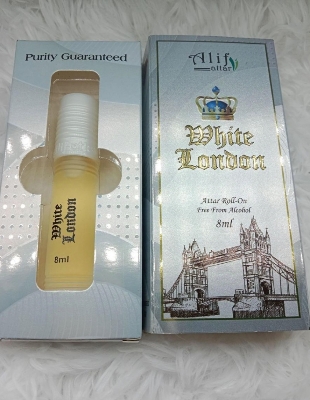 Purity Guaranteed
White
London
8ml
Alif
attar
White
London
Attar Roll-On
Free From Alcohol
8ml